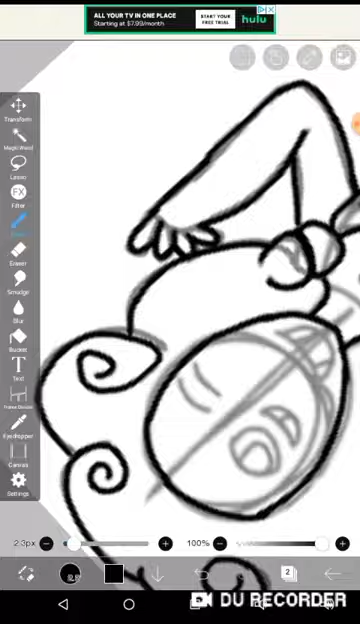 ALL YOUR TV IN ONE PLACE
Starting at $7.99/month*
START YOUR
FREE TRIAL
hulu
Transform
Magic Wand
Lasso
FX
Filter
Eraser
Smudge
Blur
Bucket
T
Text
Frame Divider
Eyedropper
Canvas
Settings
100%
2
DU RECORDER